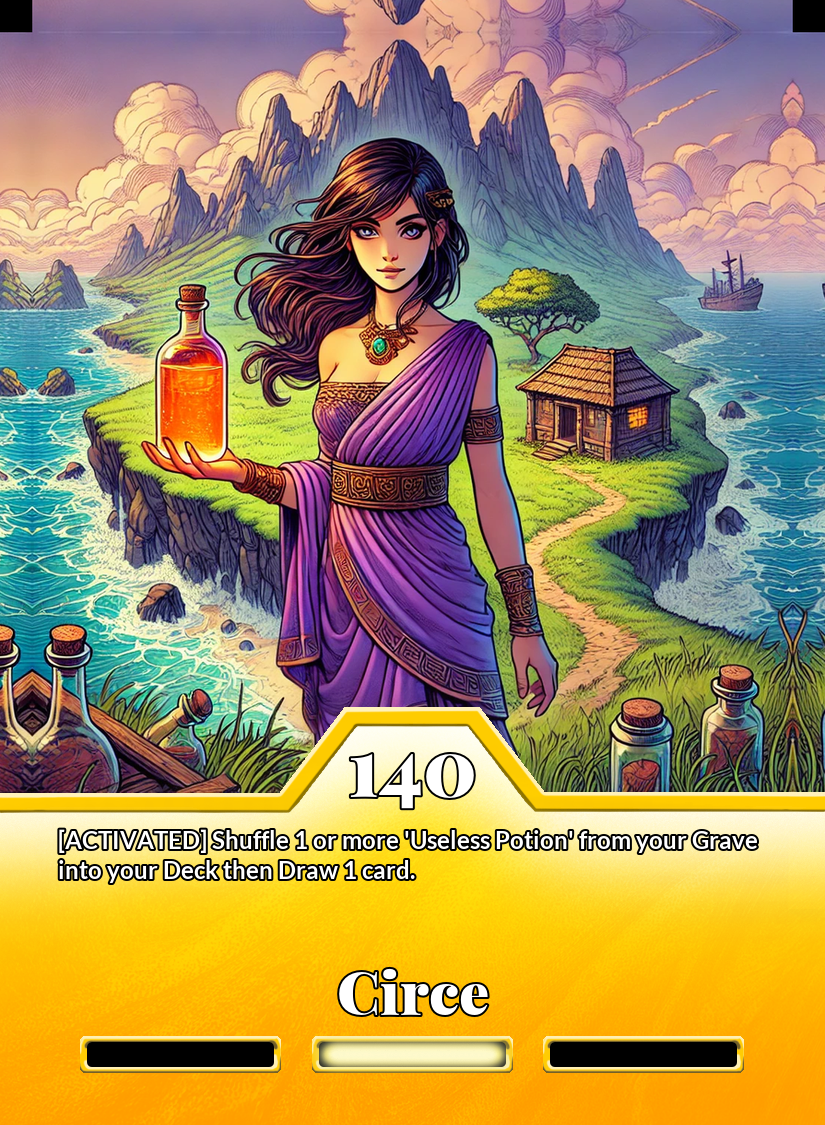 140
[ACTIVATED] Shuffle 1 or more 'Useless Potion' from your Grave
into your Deck then Draw 1 card.
Circe